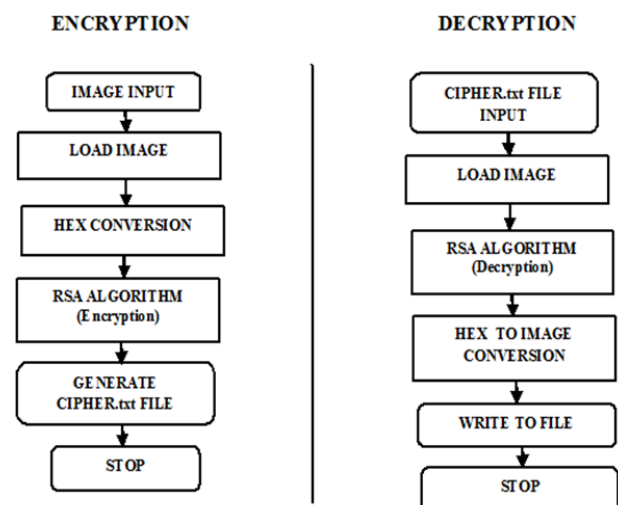 ENCRYPTION
IMAGE INPUT
LOAD IMAGE
HEX CONVERSION
RSA ALGORITHM
(Encryption)
GENERATE
CIPHER.txt FILE
STOP
DECRYPTION
CIPHER.txt FILE
INPUT
LOAD IMAGE
RSA ALGORITHM
(Decryption)
HEX TO IMAGE
CONVERSION
WRITE TO FILE
STOP